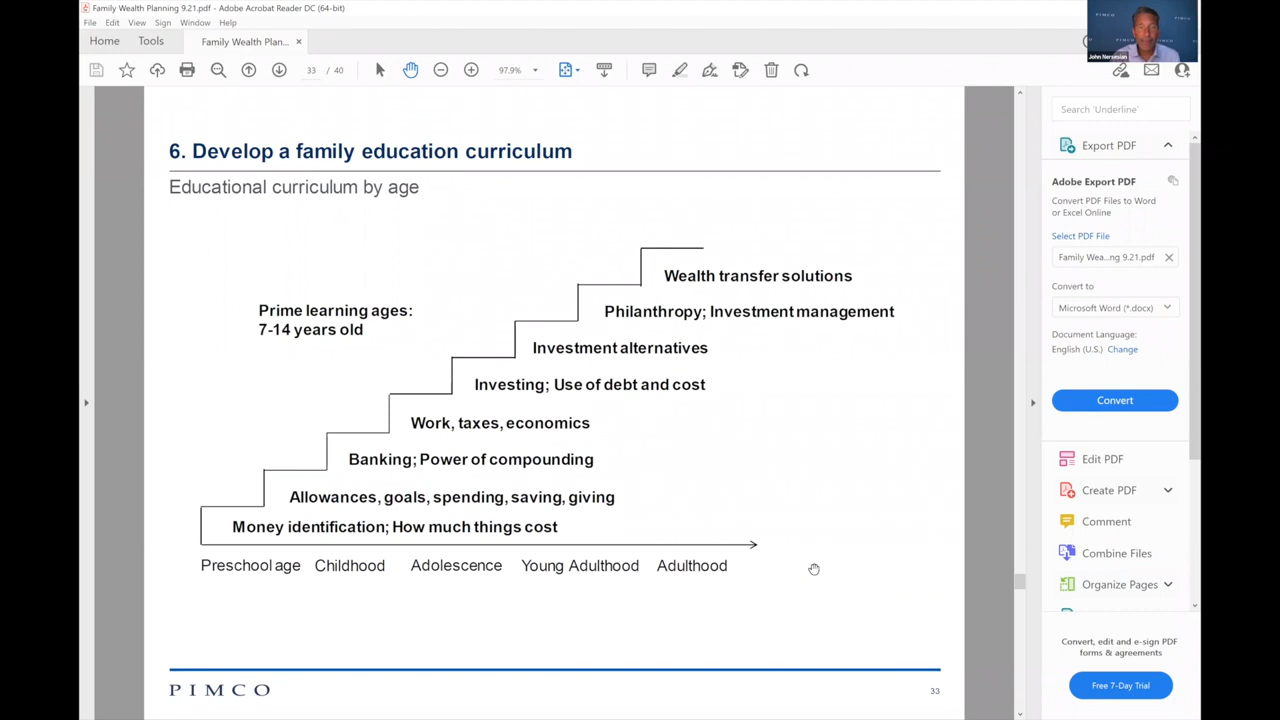 Family Wealth Planning 9.21.pdf - Adobe Acrobat Reader DC (64-bit)
File Edit View Sign Window Help
Home Tools Family Wealth Plan... ×
33 / 40 97.9%
PIMCO
John Nersesian
6. Develop a family education curriculum
Educational curriculum by age
Wealth transfer solutions
Prime learning ages:
7-14 years old
Philanthropy; Investment management
Investment alternatives
Investing; Use of debt and cost
Work, taxes, economics
Banking; Power of compounding
Allowances, goals, spending, saving, giving
Money identification; How much things cost
Preschool age Childhood Adolescence Young Adulthood Adulthood
PIMCO
33
Search 'Underline'
Export PDF
Adobe Export PDF
Convert PDF Files to Word
or Excel Online
Select PDF File
Family Wea...ng 9.21.pdf ×
Convert to
Microsoft Word (*.docx)
Document Language:
English (U.S.) Change
Convert
Edit PDF
Create PDF
Comment
Combine Files
Organize Pages
Convert, edit and e-sign PDF
forms & agreements
Free 7-Day Trial